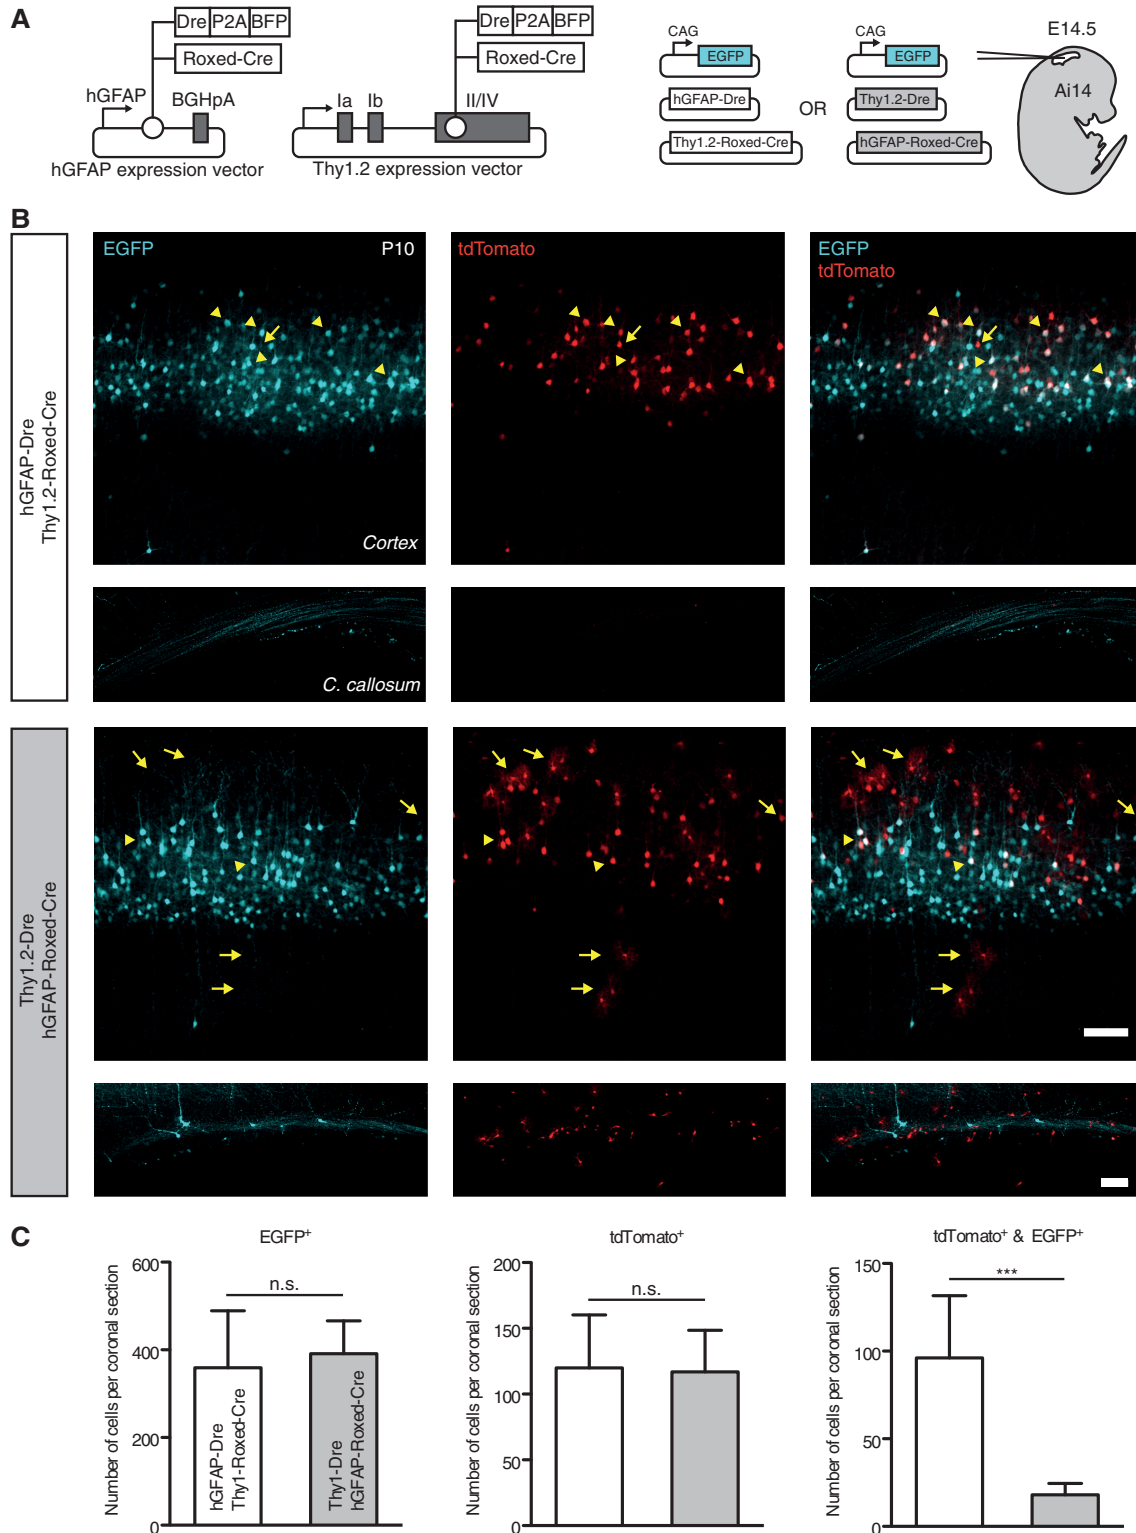 A
Dre P2A BFP
Roxed-Cre
hGFAP
BGHpA
hGFAP expression vector
Dre P2A BFP
Roxed-Cre
Ia Ib II/IV
Thy1.2 expression vector
CAG
EGFP
hGFAP-Dre
Thy1.2-Roxed-Cre
OR
CAG
EGFP
Thy1.2-Dre
hGFAP-Roxed-Cre
E14.5
Ai14
B
hGFAP-Dre
Thy1.2-Roxed-Cre
EGFP P10
tdTomato
EGFP
tdTomato
Cortex
C. callosum
Thy1.2-Dre
hGFAP-Roxed-Cre
C
EGFP+
Number of cells per coronal section
600
400
200
0
n.s.
hGFAP-Dre
Thy1-Roxed-Cre
Thy1-Dre
hGFAP-Roxed-Cre
tdTomato+
Number of cells per coronal section
200
150
100
50
0
n.s.
tdTomato+ & EGFP+
Number of cells per coronal section
150
100
50
0
***